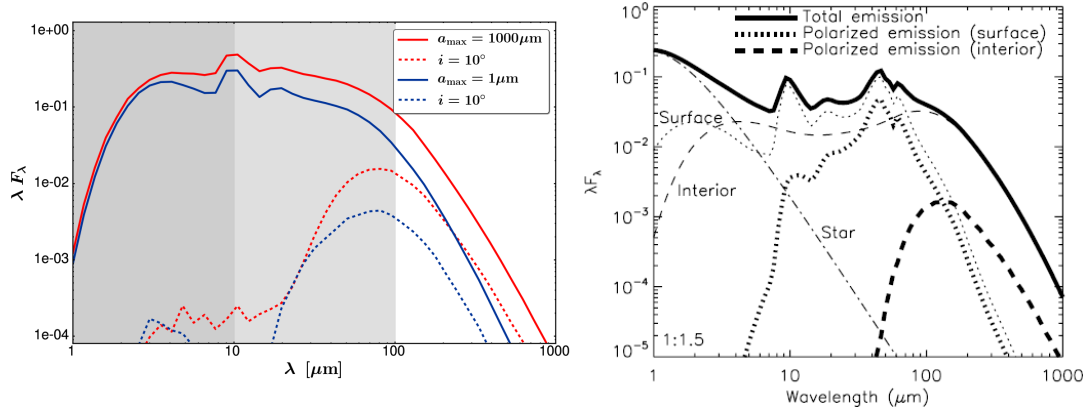 a_max = 1000μm
i = 10°
a_max = 1μm
i = 10°
1e+00
1e-01
1e-02
1e-03
1e-04
λ F_λ
1
10
100
1000
λ [μm]
Total emission
Polarized emission (surface)
Polarized emission (interior)
10^0
10^-1
10^-2
10^-3
10^-4
10^-5
λF_λ
Surface
Interior
Star
1:1.5
1
10
100
1000
Wavelength (μm)